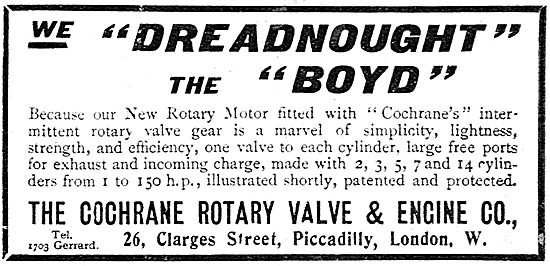 WE "DREADNOUGHT"
THE "BOYD"
Because our New Rotary Motor fitted with "Cochrane's" inter-
mittent rotary valve gear is a marvel of simplicity, lightness,
strength, and efficiency, one valve to each cylinder, large free ports
for exhaust and incoming charge, made with 2, 3, 5, 7 and 14 cylin-
ders from 1 to 150 h.p., illustrated shortly, patented and protected.
THE COCHRANE ROTARY VALVE & ENGINE CO.,
Tel.
1703 Gerrard. 26, Clarges Street, Piccadilly, London, W.